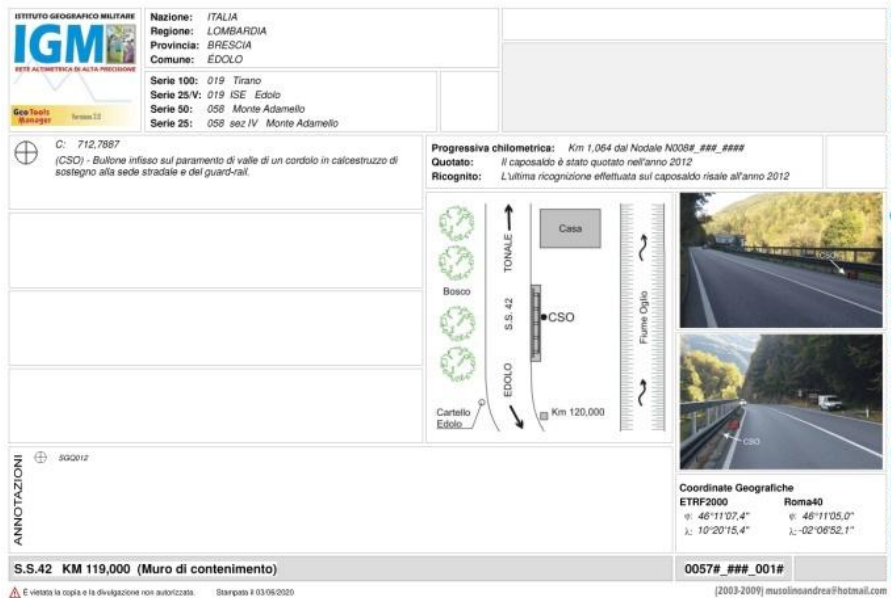 ISTITUTO GEOGRAFICO MILITARE
IGM
RETE ALTIMETRICA DI ALTA PRECISIONE
GeoTools
Manager
Versione 2.0
Nazione: ITALIA
Regione: LOMBARDIA
Provincia: BRESCIA
Comune: ÉDOLO
Serie 100: 019 Tirano
Serie 25/V: 019 ISE Edolo
Serie 50: 058 Monte Adamello
Serie 25: 058 sez IV Monte Adamello
C: 712,7887
(CSO) - Bullone infisso sul paramento di valle di un cordolo in calcestruzzo di
sostegno alla sede stradale e del guard-rail.
Progressiva chilometrica: Km 1,064 dal Nodale N008#_###_####
Quotato: Il caposaldo è stato quotato nell'anno 2012
Ricognito: L'ultima ricognizione effettuata sul caposaldo risale all'anno 2012
TONALE
Casa
Bosco
S.S. 42
CSO
Fiume Oglio
EDOLO
Cartello
Edolo
Km 120,000
CSO
CSO
ANNOTAZIONI
SGQ012
Coordinate Geografiche
ETRF2000 Roma40
φ: 46°11'07,4" φ: 46°11'05,0"
λ: 10°20'15,4" λ: -02°06'52,1"
S.S.42 KM 119,000 (Muro di contenimento)
0057#_###_001#
È vietata la copia e la divulgazione non autorizzata. Stampata il 03/06/2020
[2003-2009] musolinoandrea@hotmail.com